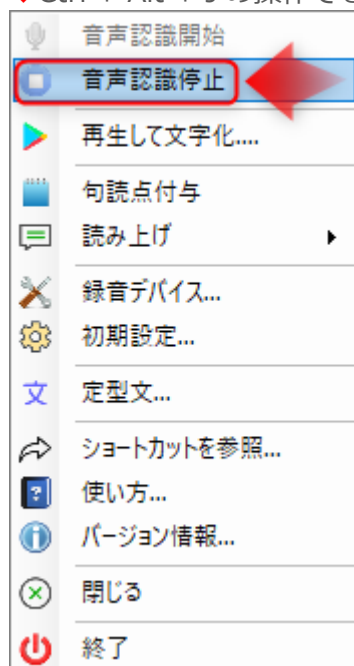 音声認識開始
音声認識停止
再生して文字化....
句読点付与
読み上げ
録音デバイス...
初期設定...
定型文...
ショートカットを参照...
使い方...
バージョン情報...
閉じる
終了